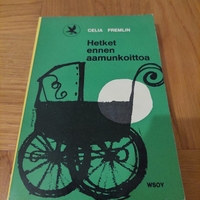 CELIA FREMLIN
Hetket
ennen
aamunkoittoa
WSOY